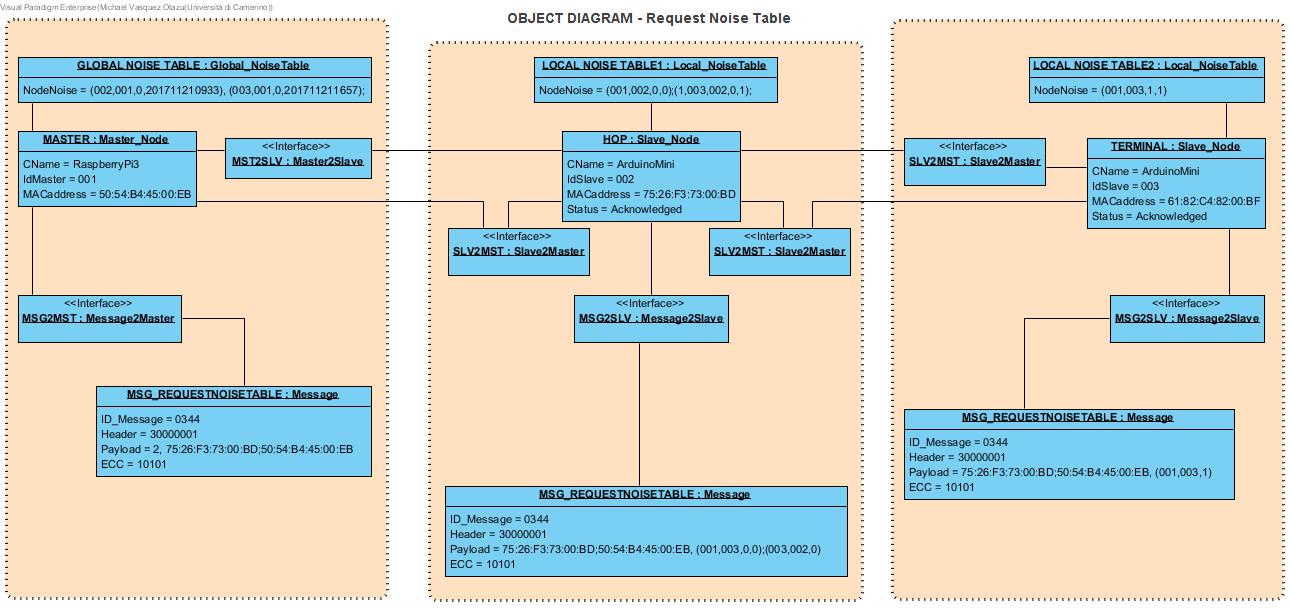 Visual Paradigm Enterprise(Michael Vasquez Otazu(Università di Camerino))
OBJECT DIAGRAM - Request Noise Table
GLOBAL NOISE TABLE : Global_NoiseTable
NodeNoise = (002,001,0,201711210933), (003,001,0,201711211657);
MASTER : Master_Node
CName = RaspberryPi3
IdMaster = 001
MACaddress = 50:54:B4:45:00:EB
<<Interface>>
MST2SLV : Master2Slave
<<Interface>>
MSG2MST : Message2Master
MSG_REQUESTNOISETABLE : Message
ID_Message = 0344
Header = 30000001
Payload = 2, 75:26:F3:73:00:BD;50:54:B4:45:00:EB
ECC = 10101
LOCAL NOISE TABLE1 : Local_NoiseTable
NodeNoise = (001,002,0,0);(1,003,002,0,1);
HOP : Slave_Node
CName = ArduinoMini
IdSlave = 002
MACaddress = 75:26:F3:73:00:BD
Status = Acknowledged
<<Interface>>
SLV2MST : Slave2Master
<<Interface>>
SLV2MST : Slave2Master
<<Interface>>
MSG2SLV : Message2Slave
MSG_REQUESTNOISETABLE : Message
ID_Message = 0344
Header = 30000001
Payload = 75:26:F3:73:00:BD;50:54:B4:45:00:EB, (001,003,0,0);(003,002,0)
ECC = 10101
LOCAL NOISE TABLE2 : Local_NoiseTable
NodeNoise = (001,003,1,1)
<<Interface>>
SLV2MST : Slave2Master
TERMINAL : Slave_Node
CName = ArduinoMini
IdSlave = 003
MACaddress = 61:82:C4:82:00:BF
Status = Acknowledged
<<Interface>>
MSG2SLV : Message2Slave
MSG_REQUESTNOISETABLE : Message
ID_Message = 0344
Header = 30000001
Payload = 75:26:F3:73:00:BD;50:54:B4:45:00:EB, (001,003,1)
ECC = 10101